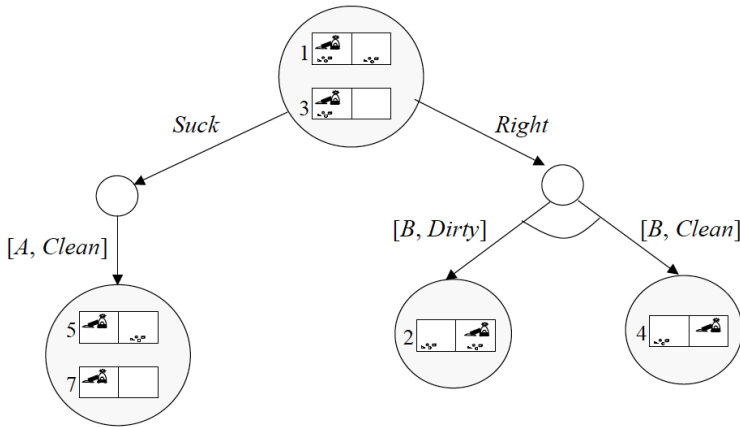 1
3
Suck
Right
[A, Clean]
[B, Dirty]
[B, Clean]
5
7
2
4